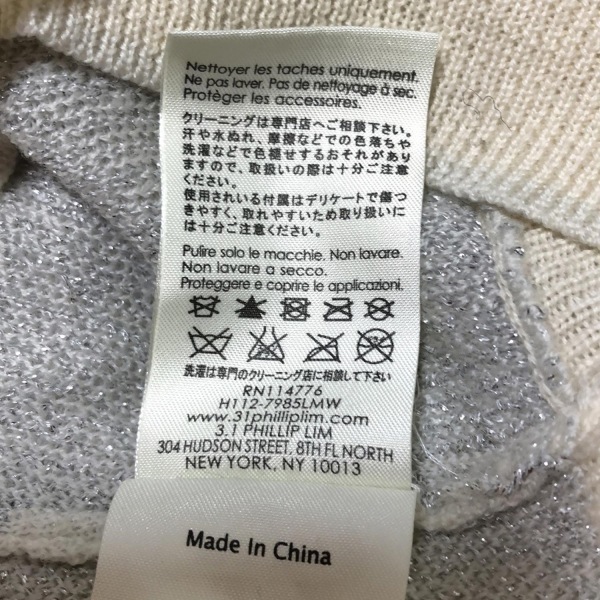 Nettoyer les taches uniquement.
Ne pas laver. Pas de nettoyage à sec.
Protèger les accessoires.
クリーニングは専門店へご相談下さい。
汗や水ぬれ、摩擦などでの色落ちや
洗濯などで色褪せするおそれがあり
ますので、取扱いの際は十分ご注意
ください。
使用されいる付属はデリケートで傷つ
きやすく、取れやすいため取り扱いに
は十分ご注意ください。
Pulire solo le macchie. Non lavare.
Non lavare a secco.
Proteggere e coprire le applicazioni.
洗濯は専門のクリーニング店に相談して下さい
RN114776
H112-7985LMW
www.31philliplim.com
3.1 PHILLIP LIM
304 HUDSON STREET, 8TH FL NORTH
NEW YORK, NY 10013
Made In China